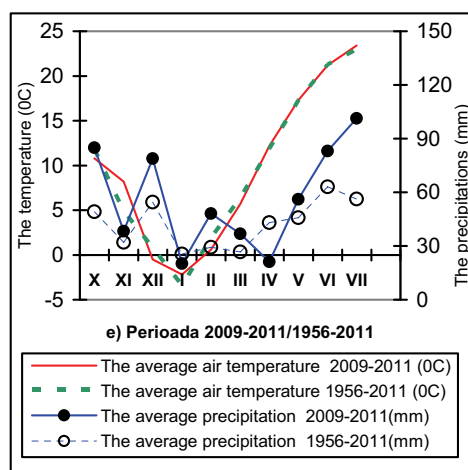 25
20
15
10
5
0
-5
The temperature (0C)
150
120
90
60
30
0
The precipitations (mm)
X XI XII I II III IV V VI VII
e) Perioada 2009-2011/1956-2011
The average air temperature 2009-2011 (0C)
The average air temperature 1956-2011 (0C)
The average precipitation 2009-2011(mm)
The average precipitation 1956-2011(mm)